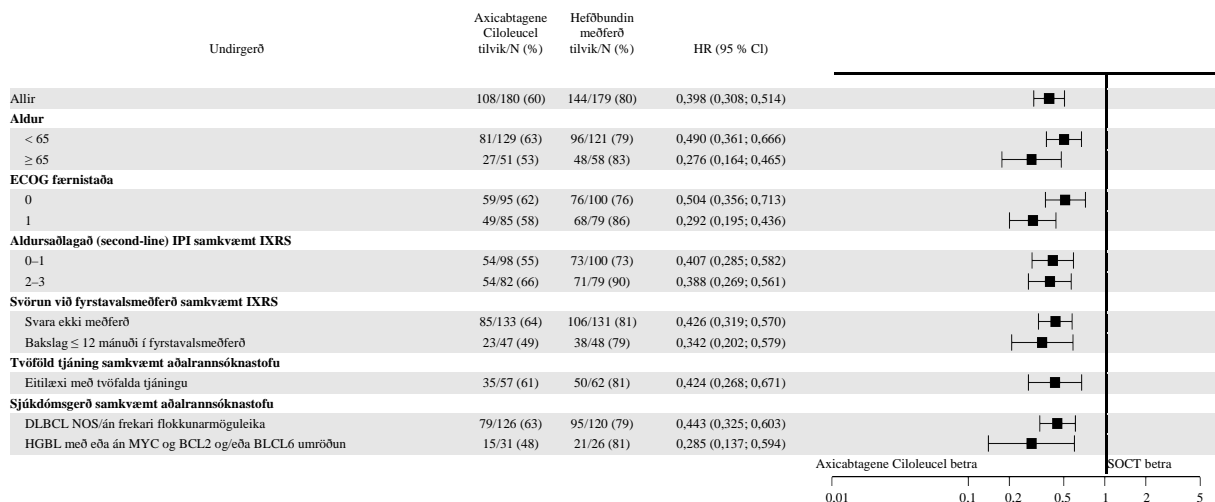 Undirgerð Axicabtagene Ciloleucel tilvik/N (%) Hefðbundin meðferð tilvik/N (%) HR (95 % Cl)
Allir 108/180 (60) 144/179 (80) 0,398 (0,308; 0,514)
Aldur
< 65 81/129 (63) 96/121 (79) 0,490 (0,361; 0,666)
≥ 65 27/51 (53) 48/58 (83) 0,276 (0,164; 0,465)
ECOG færnistaða
0 59/95 (62) 76/100 (76) 0,504 (0,356; 0,713)
1 49/85 (58) 68/79 (86) 0,292 (0,195; 0,436)
Aldursaðlagað (second-line) IPI samkvæmt IXRS
0–1 54/98 (55) 73/100 (73) 0,407 (0,285; 0,582)
2–3 54/82 (66) 71/79 (90) 0,388 (0,269; 0,561)
Svörun við fyrstavalsmeðferð samkvæmt IXRS
Svara ekki meðferð 85/133 (64) 106/131 (81) 0,426 (0,319; 0,570)
Bakslag ≤ 12 mánuði í fyrstavalsmeðferð 23/47 (49) 38/48 (79) 0,342 (0,202; 0,579)
Tvöföld tjáning samkvæmt aðalrannsóknastofu
Eitilæxi með tvöfalda tjáningu 35/57 (61) 50/62 (81) 0,424 (0,268; 0,671)
Sjúkdómsgerð samkvæmt aðalrannsóknastofu
DLBCL NOS/án frekari flokkunarmöguleika 79/126 (63) 95/120 (79) 0,443 (0,325; 0,603)
HGBL með eða án MYC og BCL2 og/eða BLCL6 umröðun 15/31 (48) 21/26 (81) 0,285 (0,137; 0,594)
Axicabtagene Ciloleucel betra SOCT betra
0.01 0.1 0.2 0.5 1 2 5